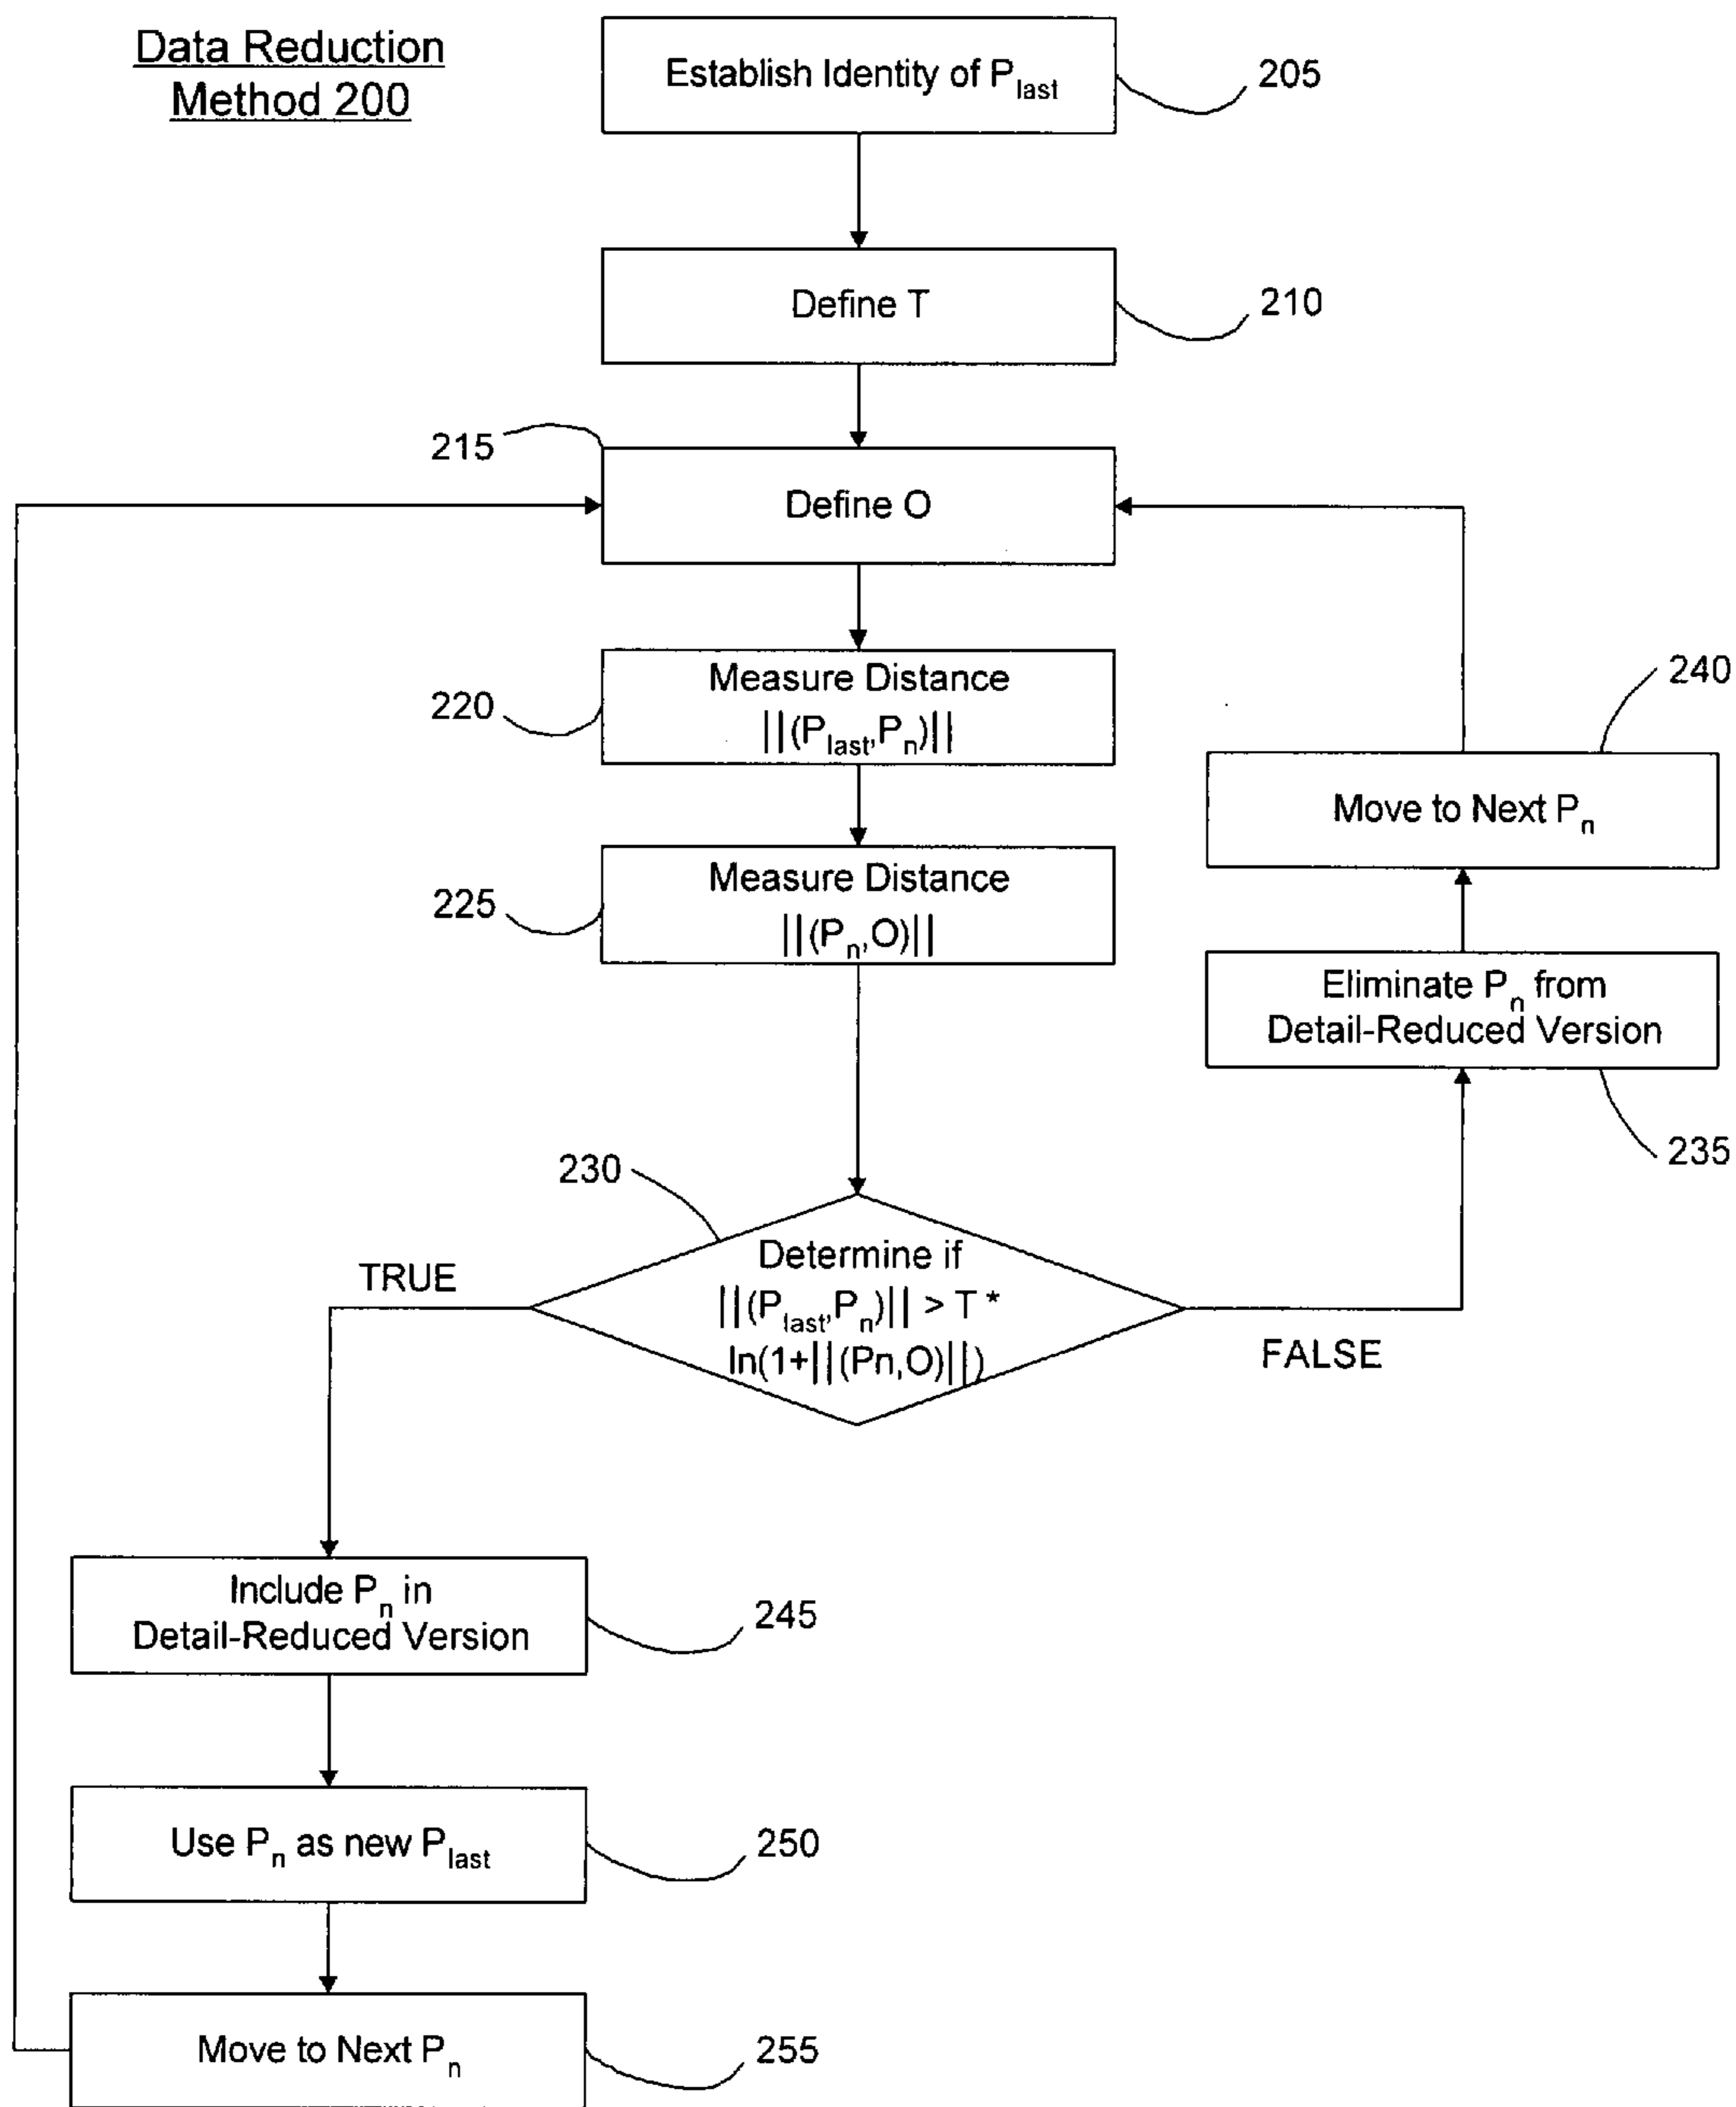 Data Reduction
Method 200
Establish Identity of Plast
205
Define T
210
215
Define O
220
Measure Distance
||(Plast,Pn)||
240
Move to Next Pn
225
Measure Distance
||(Pn,O)||
Eliminate Pn from
Detail-Reduced Version
235
230
Determine if
||(Plast,Pn)|| > T *
ln(1+||(Pn,O)||)
TRUE
FALSE
Include Pn in
Detail-Reduced Version
245
Use Pn as new Plast
250
Move to Next Pn
255